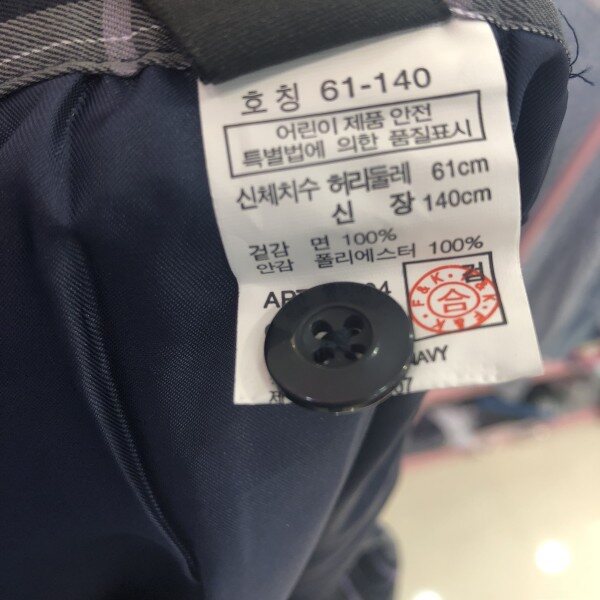 호칭 61-140
어린이 제품 안전
특별법에 의한 품질표시
신체치수 허리둘레 61cm
신 장 140cm
겉감 면 100%
안감 폴리에스터 100%
검
F&K
合
F&K
NAVY